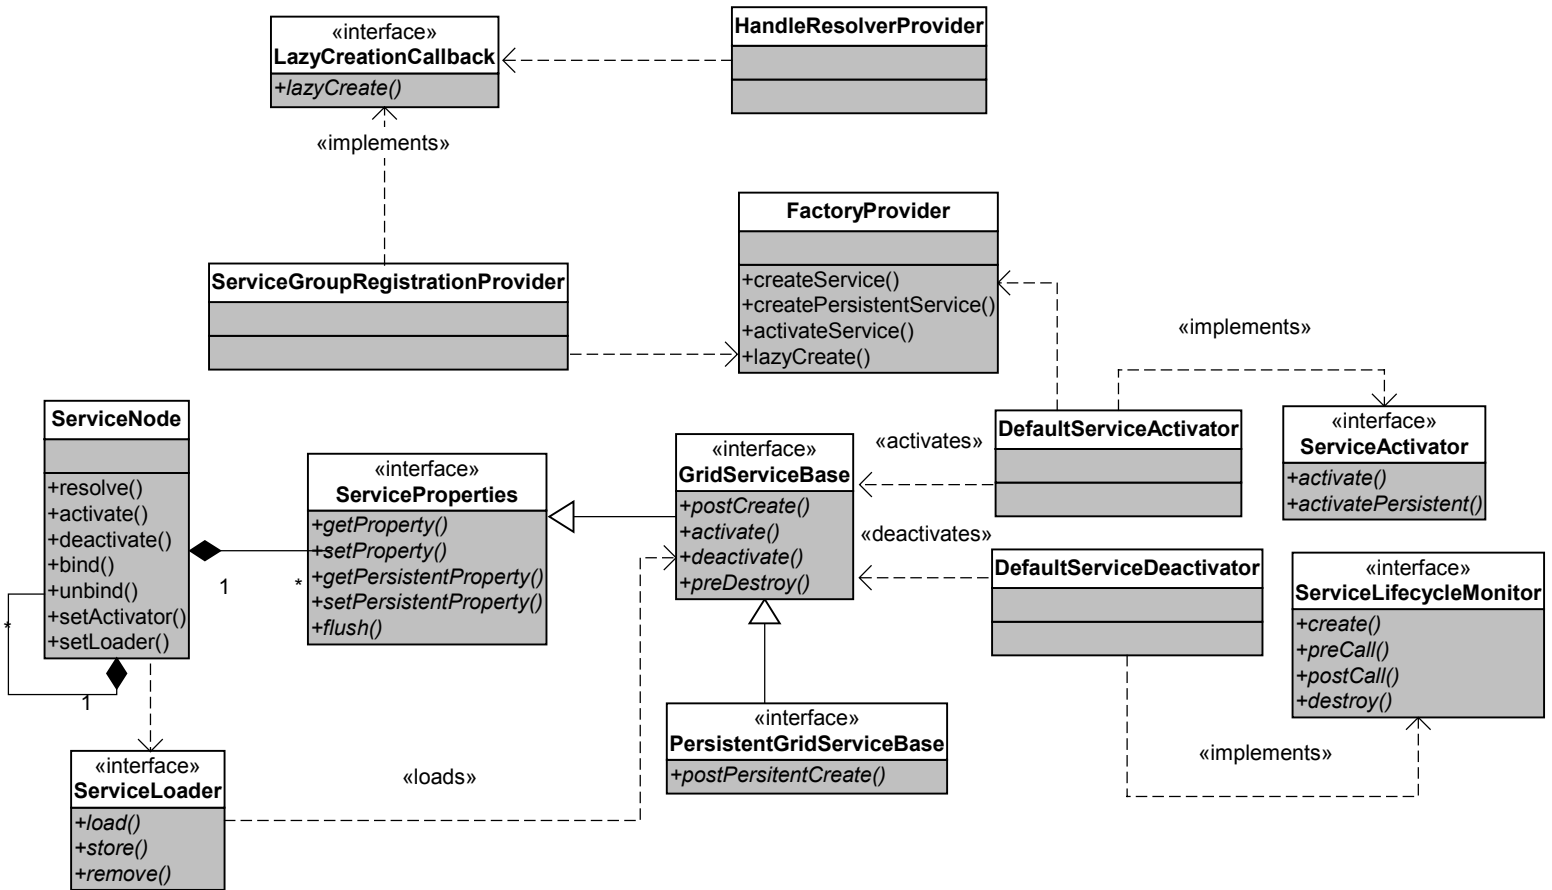 «interface»
LazyCreationCallback
+lazyCreate()
HandleResolverProvider
«implements»
FactoryProvider
+createService()
+createPersistentService()
+activateService()
+lazyCreate()
ServiceGroupRegistrationProvider
«implements»
ServiceNode
+resolve()
+activate()
+deactivate()
+bind()
+unbind()
+setActivator()
+setLoader()
*
1
1
*
«interface»
ServiceProperties
+getProperty()
+setProperty()
+getPersistentProperty()
+setPersistentProperty()
+flush()
«interface»
GridServiceBase
+postCreate()
+activate()
+deactivate()
+preDestroy()
«activates»
«deactivates»
DefaultServiceActivator
«interface»
ServiceActivator
+activate()
+activatePersistent()
DefaultServiceDeactivator
«interface»
ServiceLifecycleMonitor
+create()
+preCall()
+postCall()
+destroy()
«interface»
PersistentGridServiceBase
+postPersitentCreate()
«implements»
«interface»
ServiceLoader
+load()
+store()
+remove()
«loads»